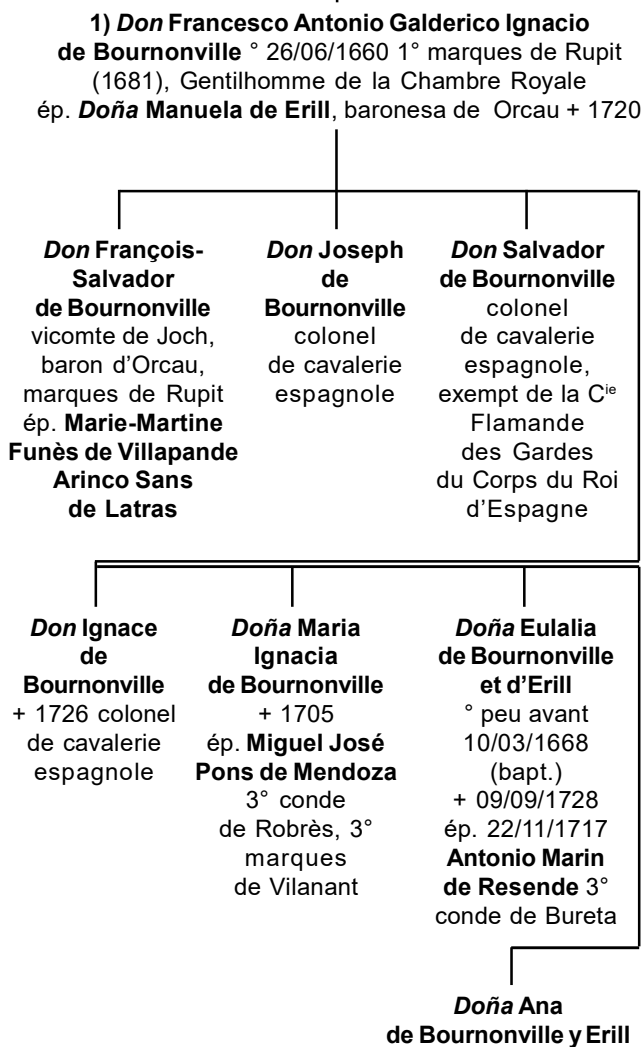 1) Don Francesco Antonio Galderico Ignacio
de Bournonville ° 26/06/1660 1° marques de Rupit
(1681), Gentilhomme de la Chambre Royale
ép. Doña Manuela de Erill, baronesa de Orcau + 1720
Don François-
Salvador
de Bournonville
vicomte de Joch,
baron d'Orcau,
marques de Rupit
ép. Marie-Martine
Funès de Villapande
Arinco Sans
de Latras
Don Joseph
de
Bournonville
colonel
de cavalerie
espagnole
Don Salvador
de Bournonville
colonel
de cavalerie
espagnole,
exempt de la Cie
Flamande
des Gardes
du Corps du Roi
d'Espagne
Don Ignace
de
Bournonville
+ 1726 colonel
de cavalerie
espagnole
Doña Maria
Ignacia
de Bournonville
+ 1705
ép. Miguel José
Pons de Mendoza
3° conde
de Robrès, 3°
marques
de Vilanant
Doña Eulalia
de Bournonville
et d'Erill
° peu avant
10/03/1668
(bapt.)
+ 09/09/1728
ép. 22/11/1717
Antonio Marin
de Resende 3°
conde de Bureta
Doña Ana
de Bournonville y Erill